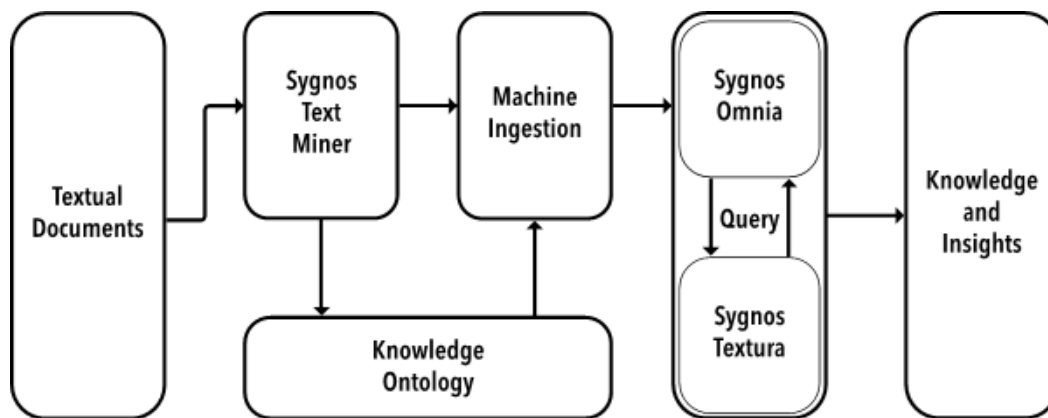 Textual
Documents
Sygnos
Text
Miner
Machine
Ingestion
Knowledge
Ontology
Sygnos
Omnia
Query
Sygnos
Textura
Knowledge
and
Insights